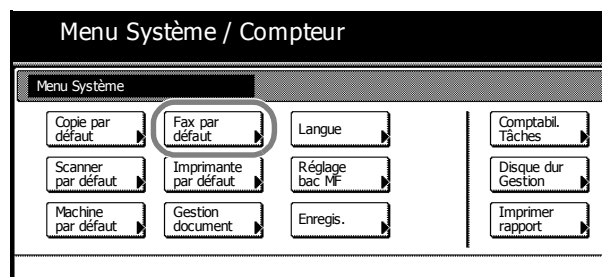 Menu Système / Compteur
Menu Système
Copie par
défaut
Fax par
défaut
Langue
Comptabil.
Tâches
Scanner
par défaut
Imprimante
par défaut
Réglage
bac MF
Disque dur
Gestion
Machine
par défaut
Gestion
document
Enregis.
Imprimer
rapport